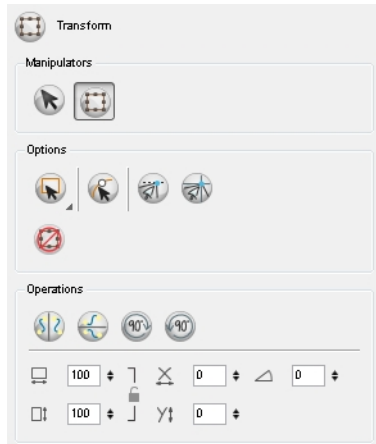 Transform
Manipulators
Options
Operations
90 90
100 X 0 0
100 Y 0